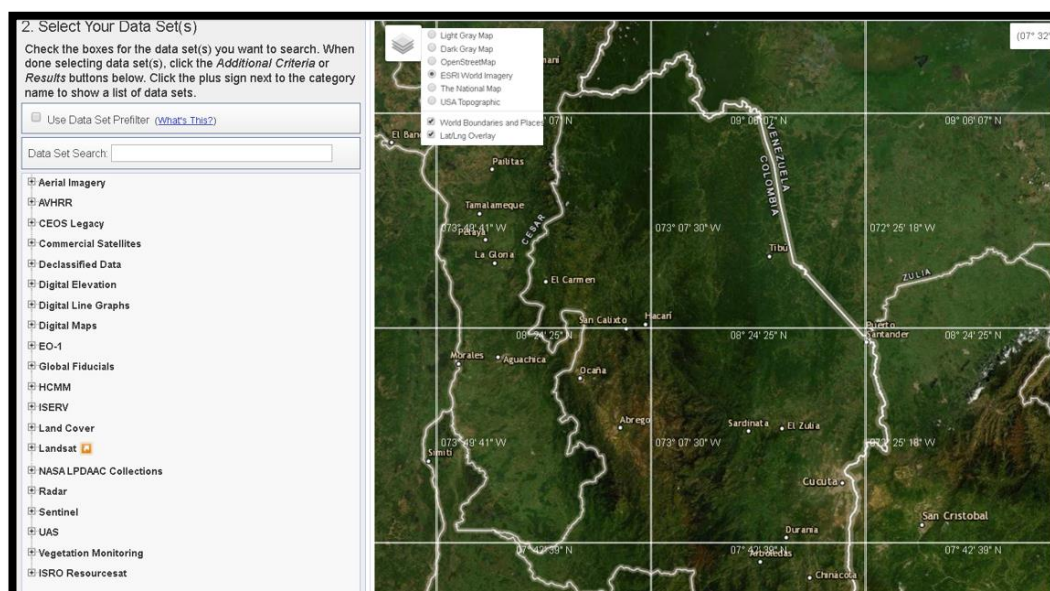 2. Select Your Data Set(s)
Check the boxes for the data set(s) you want to search. When
done selecting data set(s), click the Additional Criteria or
Results buttons below. Click the plus sign next to the category
name to show a list of data sets.
Use Data Set Prefilter (What's This?)
Data Set Search:
Aerial Imagery
AVHRR
CEOS Legacy
Commercial Satellites
Declassified Data
Digital Elevation
Digital Line Graphs
Digital Maps
EO-1
Global Fiducials
HCMM
ISERV
Land Cover
Landsat
NASA LPDAAC Collections
Radar
Sentinel
UAS
Vegetation Monitoring
ISRO Resourcesat
Light Gray Map
Dark Gray Map
OpenStreetMap
ESRI World Imagery
The National Map
USA Topographic
World Boundaries and Places
Lat/Lng Overlay
(07° 32'
07" N
09° 06' 07" N
09° 06' 07" N
El Ban
VENEZUELA
COLOMBIA
Pailitas
Tamalameque
CESAR
073° 49' 41" W
073° 07' 30" W
072° 25' 18" W
Pelaya
La Gloria
Tibú
ZULIA
El Carmen
San Calixto
Hacarí
Puerto
Santander
08° 24' 25" N
08° 24' 25" N
08° 24' 25" N
Morales
Aguachica
Ocaña
Abrego
Sardinata
El Zulia
073° 49' 41" W
073° 07' 30" W
25' 18" W
Simití
Cucuta
San Cristobal
Durania
07° 42' 39" N
07° 42' 39" N
07° 42' 39" N
Arboledas
Chinácota